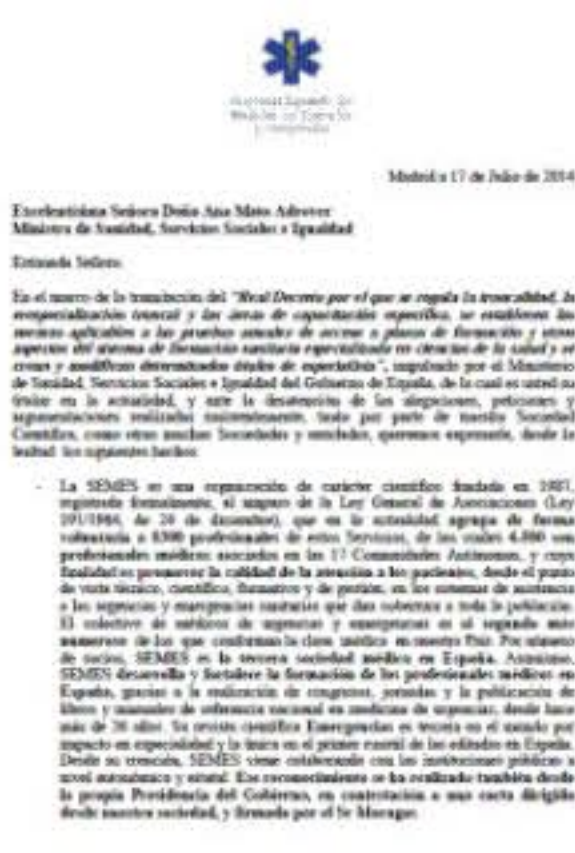 Sociedad Española de
Medicina de Urgencias
y Emergencias
Madrid a 17 de Julio de 2014
Excelentísima Señora Doña Ana Mato Adrover
Ministra de Sanidad, Servicios Sociales e Igualdad
Estimada Señora:
En el marco de la tramitación del "Real Decreto por el que se regula la troncalidad, la
reespecialización troncal y las áreas de capacitación específica, se establecen las
normas aplicables a las pruebas anuales de acceso a plazas de formación y otros
aspectos del sistema de formación sanitaria especializada en ciencias de la salud y se
crean y modifican determinados títulos de especialista", impulsado por el Ministerio
de Sanidad, Servicios Sociales e Igualdad del Gobierno de España, de la cual es usted su
titular en la actualidad, y ante la desatención de las alegaciones, peticiones y
argumentaciones realizadas, tanto por parte de nuestra Sociedad
Científica, como otras muchas Sociedades y entidades, queremos expresarle, desde la
lealtad los siguientes hechos:
- La SEMES es una organización de carácter científico fundada en 1987,
registrada formalmente, al amparo de la Ley General de Asociaciones (Ley
de de diciembre), que en la actualidad agrupa de forma
voluntaria a profesionales de estos Servicios, de los cuales son
profesionales médicos asociados en las 17 Comunidades Autónomas, y cuya
finalidad es promover la calidad de la atención a los pacientes, desde el punto
de vista técnico, científico, formativo y de gestión, en los sistemas de asistencia
a las urgencias y emergencias sanitarias que dan cobertura a toda la población.
El colectivo de médicos de urgencias y emergencias es el segundo más
numeroso de los que conforman la clase médica en nuestro País. Por número
de socios, SEMES es la tercera sociedad médica en España. Asimismo,
SEMES desarrolla y fortalece la formación de los profesionales médicos en
España, gracias a la realización de congresos, jornadas y la publicación de
libros y manuales de referencia nacional en medicina de urgencias, desde hace
más de años. Su revista científica Emergencias es tercera en el mundo por
impacto en especialidad y la única en el primer cuartil de las editadas en España.
Desde su creación, SEMES viene colaborando con las instituciones públicas a
nivel autonómico y estatal. Ese reconocimiento se ha realizado también desde
la propia Presidencia del Gobierno, en contestación a una carta dirigida
desde nuestra sociedad, y firmada por el Sr